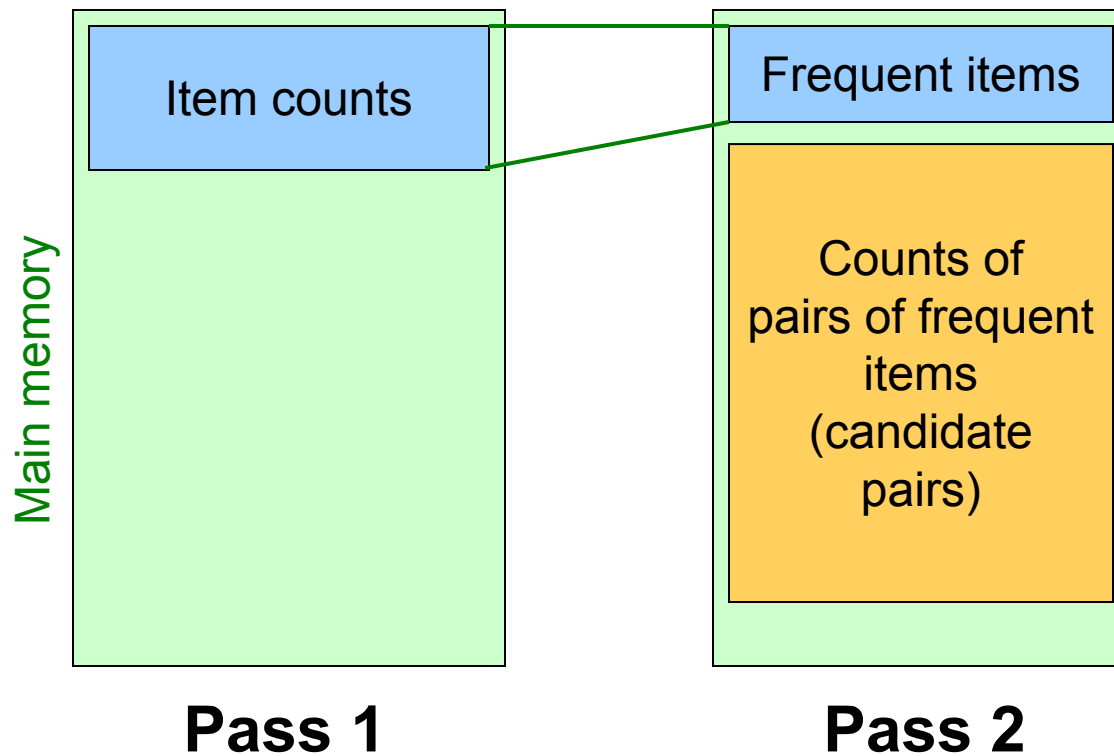 Main memory
Item counts
Frequent items
Counts of
pairs of frequent
items
(candidate
pairs)
Pass 1
Pass 2